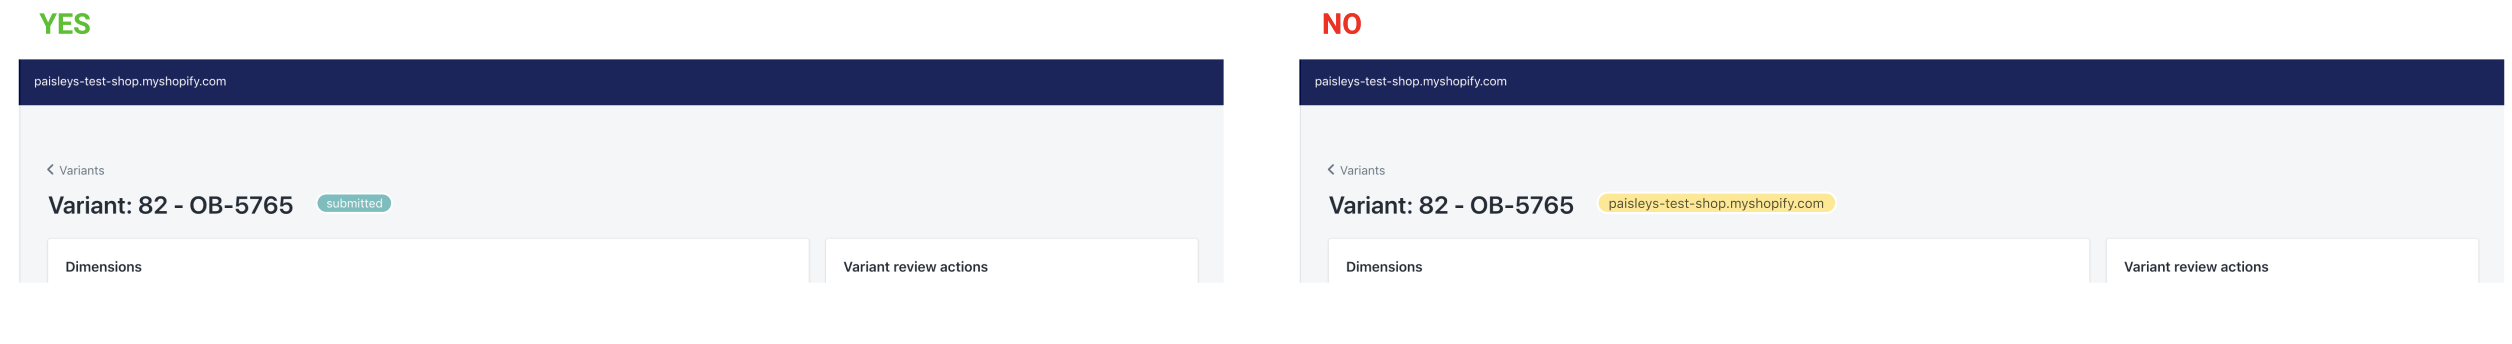 YES
paisleys-test-shop.myshopify.com
Variants
Variant: 82 - OB-5765 submitted
Dimensions
Variant review actions
NO
paisleys-test-shop.myshopify.com
Variants
Variant: 82 - OB-5765 paisleys-test-shop.myshopify.com
Dimensions
Variant review actions